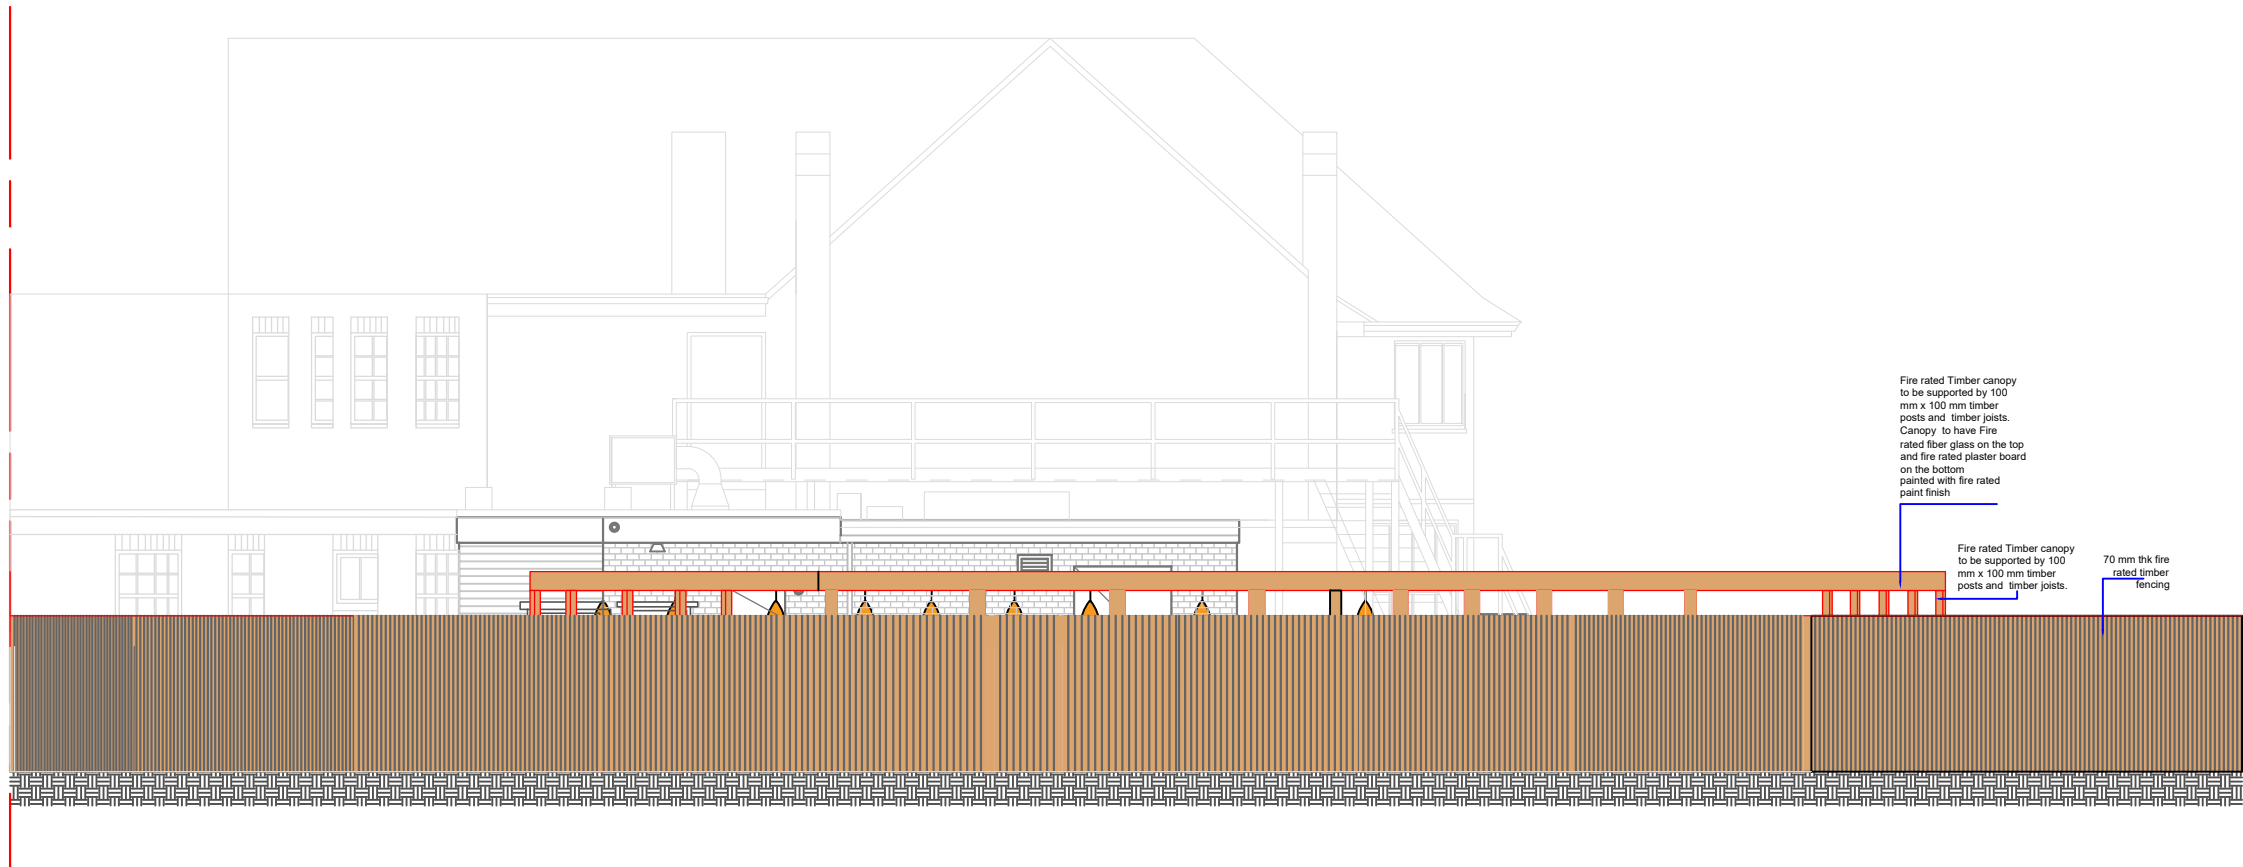 Fire rated Timber canopy
to be supported by 100
mm x 100 mm timber
posts and timber joists.
Canopy to have Fire
rated fiber glass on the top
and fire rated plaster board
on the bottom
painted with fire rated
paint finish
Fire rated Timber canopy
to be supported by 100
mm x 100 mm timber
posts and timber joists.
70 mm thk fire
rated timber
fencing